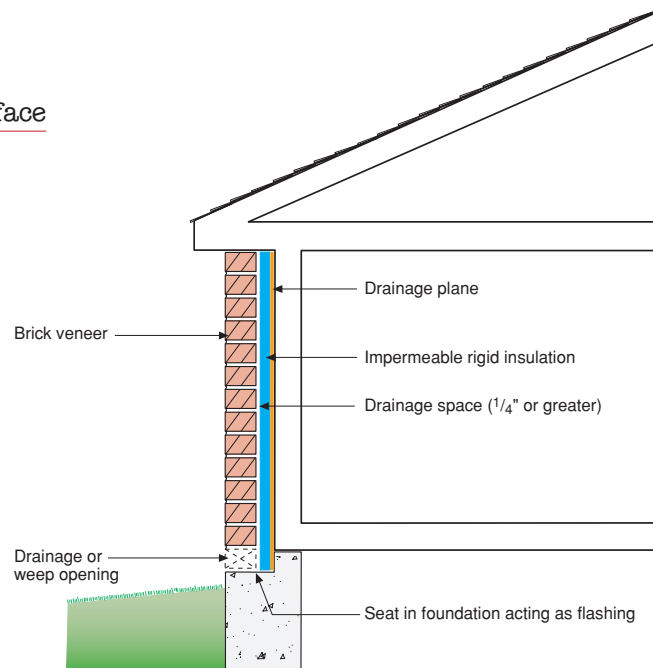 face
Drainage plane
Brick veneer
Impermeable rigid insulation
Drainage space (1/4" or greater)
Drainage or
weep opening
Seat in foundation acting as flashing